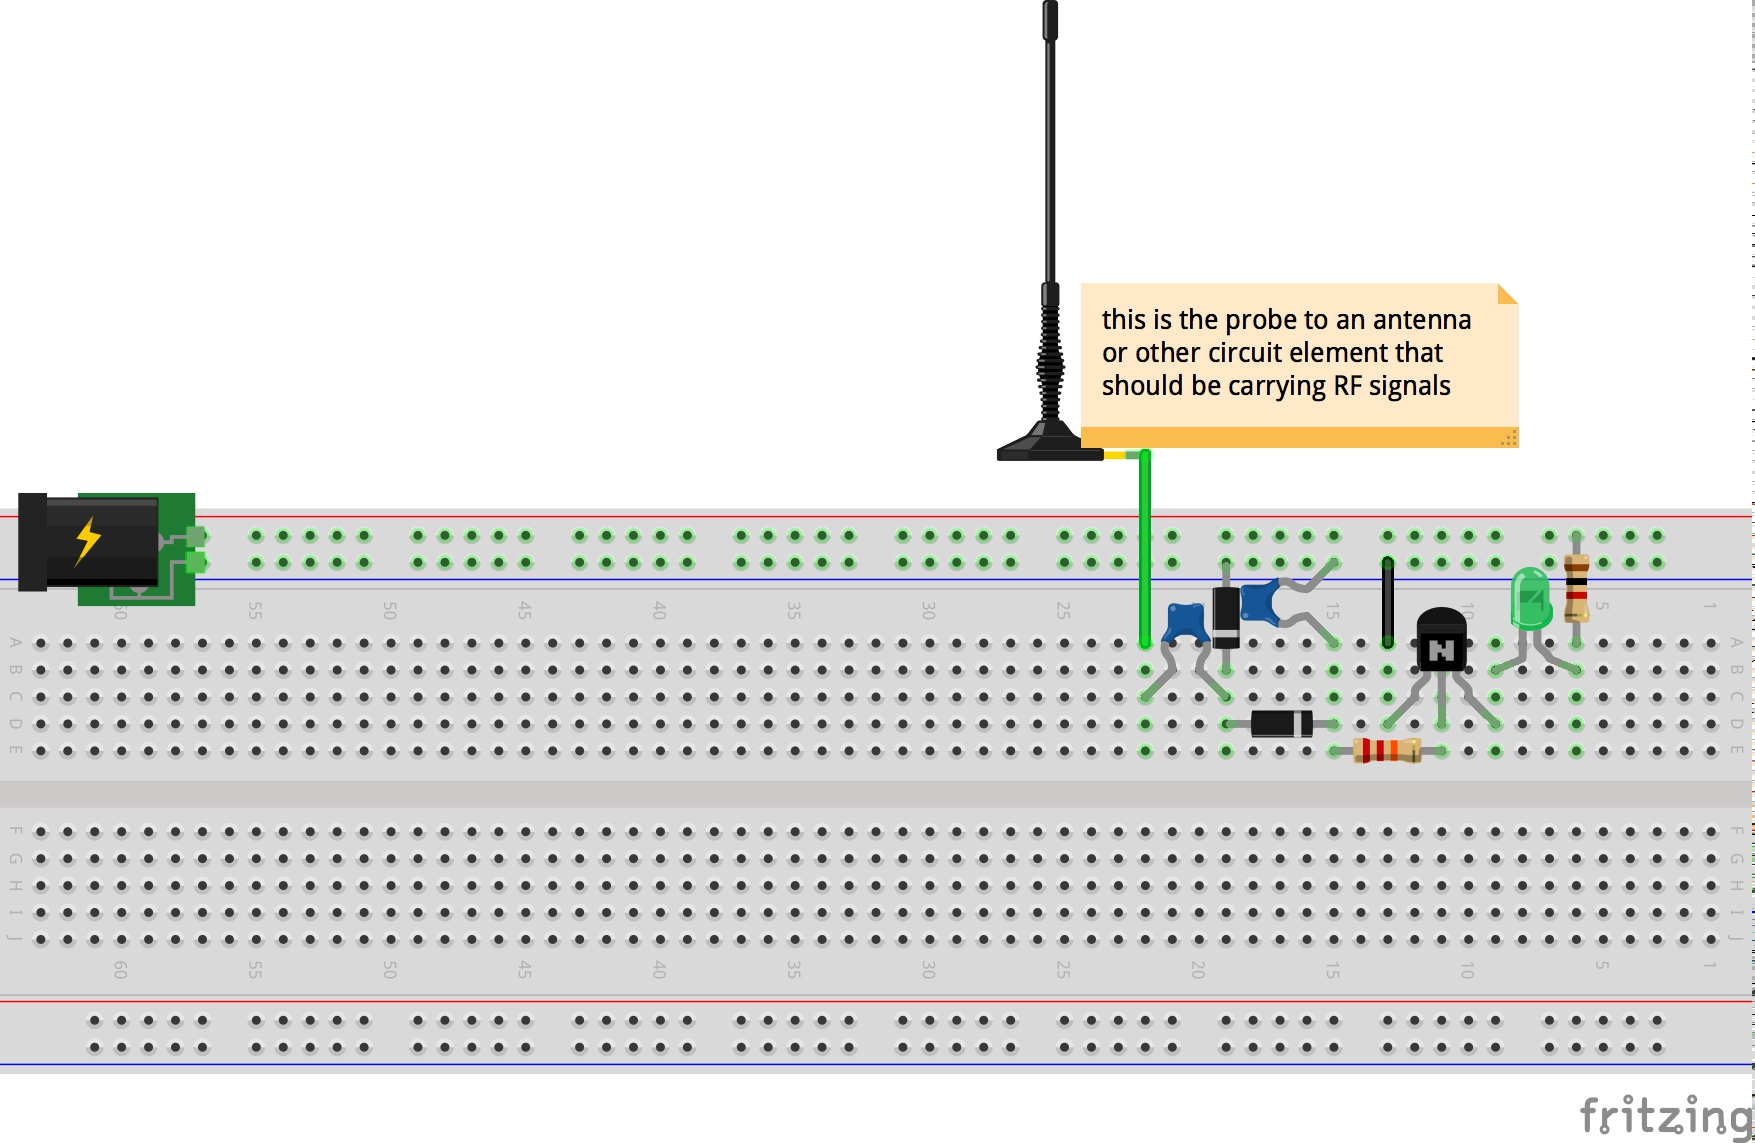 this is the probe to an antenna
or other circuit element that
should be carrying RF signals
60 55 50 45 40 35 30 25 15 10 5 1
A A
B B
C C
D D
E E
N
F F
G G
H H
I I
J J
60 55 50 45 40 35 30 25 20 15 10 5 1
fritzing